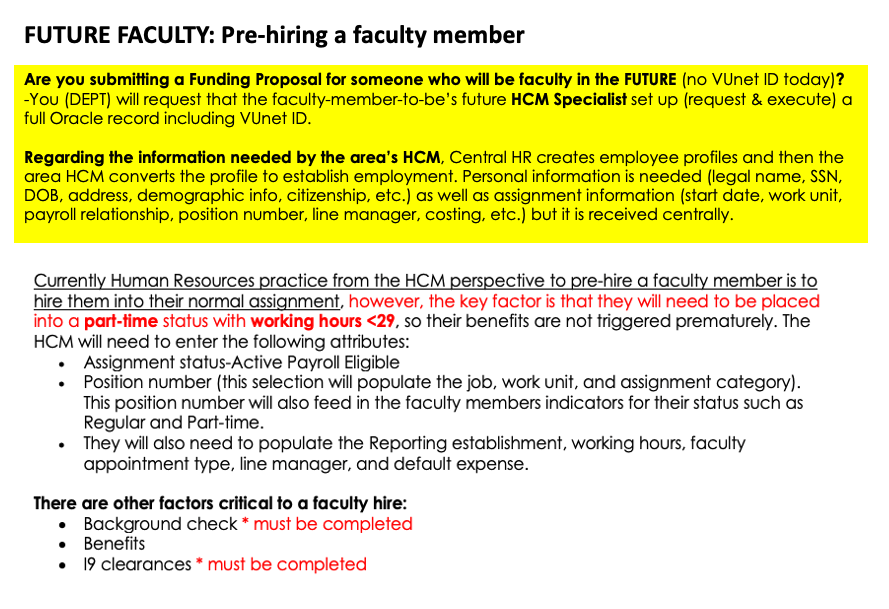 FUTURE FACULTY: Pre-hiring a faculty member
Are you submitting a Funding Proposal for someone who will be faculty in the FUTURE (no VUnet ID today)?
-You (DEPT) will request that the faculty-member-to-be's future HCM Specialist set up (request & execute) a
full Oracle record including VUnet ID.
Regarding the information needed by the area's HCM, Central HR creates employee profiles and then the
area HCM converts the profile to establish employment. Personal information is needed (legal name, SSN,
DOB, address, demographic info, citizenship, etc.) as well as assignment information (start date, work unit,
payroll relationship, position number, line manager, costing, etc.) but it is received centrally.
Currently Human Resources practice from the HCM perspective to pre-hire a faculty member is to
hire them into their normal assignment, however, the key factor is that they will need to be placed
into a part-time status with working hours <29, so their benefits are not triggered prematurely. The
HCM will need to enter the following attributes:
• Assignment status-Active Payroll Eligible
• Position number (this selection will populate the job, work unit, and assignment category).
This position number will also feed in the faculty members indicators for their status such as
Regular and Part-time.
• They will also need to populate the Reporting establishment, working hours, faculty
appointment type, line manager, and default expense.
There are other factors critical to a faculty hire:
• Background check * must be completed
• Benefits
• I9 clearances * must be completed